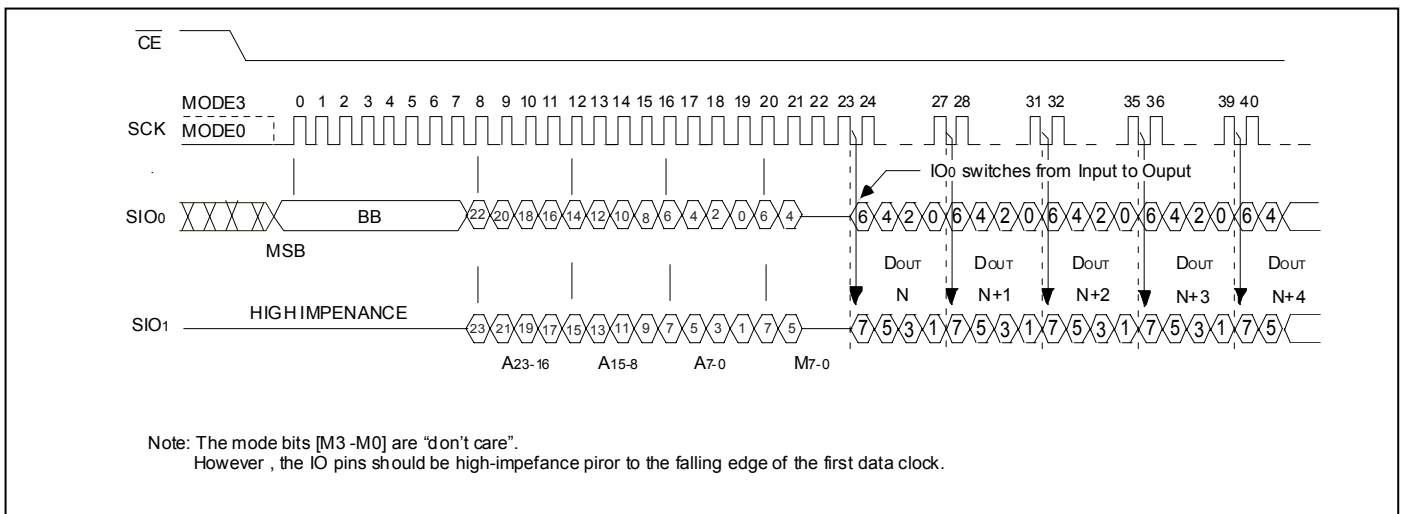 CE
MODE3
0 1 2 3 4 5 6 7 8 9 10 11 12 13 14 15 16 17 18 19 20 21 22 23 24 27 28 31 32 35 36 39 40
SCK
MODE0
IO0 switches from Input to Ouput
SIO0
BB
22 20 18 16 14 12 10 8 6 4 2 0 6 4
6 4 2 0 6 4 2 0 6 4 2 0 6 4 2 0 6 4
MSB
DOUT DOUT DOUT DOUT DOUT
N N+1 N+2 N+3 N+4
SIO1
HIGH IMPENANCE
23 21 19 17 15 13 11 9 7 5 3 1 7 5
7 5 3 1 7 5 3 1 7 5 3 1 7 5 3 1 7 5
A23-16 A15-8 A7-0 M7-0
Note: The mode bits [M3 -M0] are “don’t care”.
However , the IO pins should be high-impefance piror to the falling edge of the first data clock.